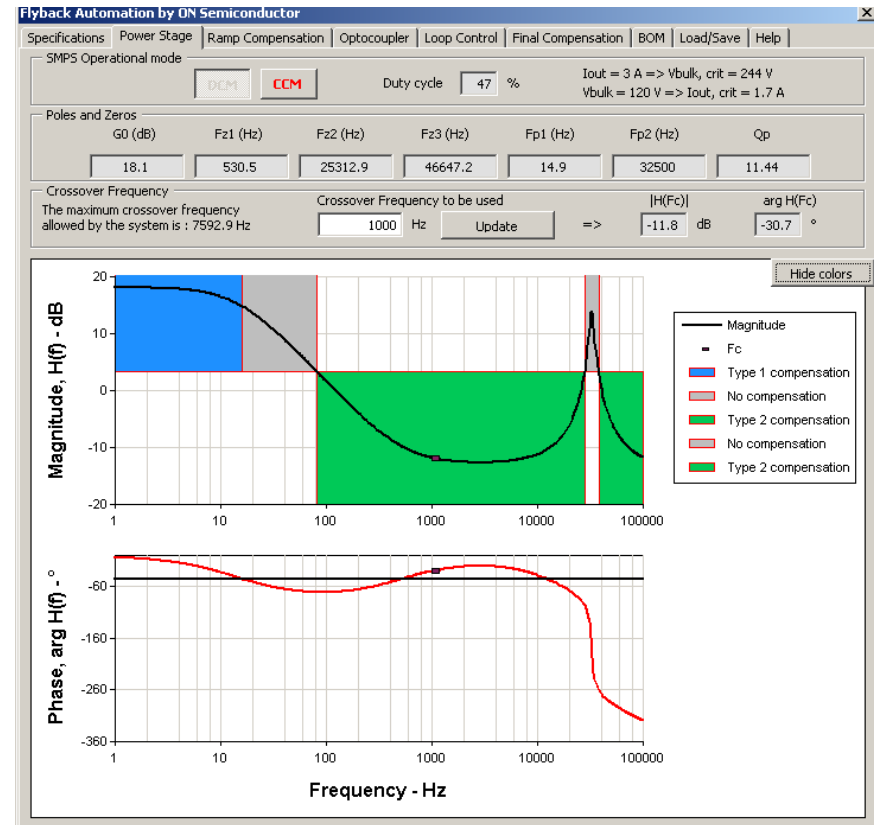 Flyback Automation by ON Semiconductor
Specifications Power Stage Ramp Compensation Optocoupler Loop Control Final Compensation BOM Load/Save Help
SMPS Operational mode
DCM CCM Duty cycle 47 % Iout = 3 A => Vbulk, crit = 244 V
Vbulk = 120 V => Iout, crit = 1.7 A
Poles and Zeros
G0 (dB) Fz1 (Hz) Fz2 (Hz) Fz3 (Hz) Fp1 (Hz) Fp2 (Hz) Qp
18.1 530.5 25312.9 46647.2 14.9 32500 11.44
Crossover Frequency
The maximum crossover frequency
allowed by the system is : 7592.9 Hz
Crossover Frequency to be used |H(Fc)| arg H(Fc)
1000 Hz Update => -11.8 dB -30.7 °
Hide colors
Magnitude, H(f) - dB
20
10
0
-10
-20
1 10 100 1000 10000 100000
Magnitude
Fc
Type 1 compensation
No compensation
Type 2 compensation
No compensation
Type 2 compensation
Phase, arg H(f) - °
-60
-160
-260
-360
1 10 100 1000 10000 100000
Frequency - Hz